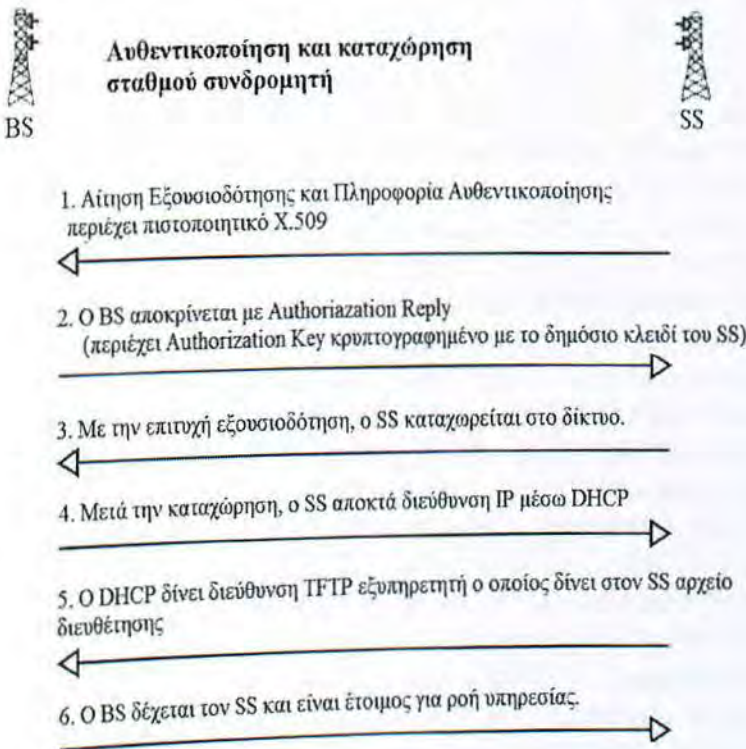 Αυθεντικοποίηση και καταχώρηση
σταθμού συνδρομητή
BS
SS
1. Αίτηση Εξουσιοδότησης και Πληροφορία Αυθεντικοποίησης
περιέχει πιστοποιητικό X.509
2. Ο BS αποκρίνεται με Authoriazation Reply
(περιέχει Authorization Key κρυπτογραφημένο με το δημόσιο κλειδί του SS)
3. Με την επιτυχή εξουσιοδότηση, ο SS καταχωρείται στο δίκτυο.
4. Μετά την καταχώρηση, ο SS αποκτά διεύθυνση IP μέσω DHCP
5. Ο DHCP δίνει διεύθυνση TFTP εξυπηρετητή ο οποίος δίνει στον SS αρχείο
διευθέτησης
6. Ο BS δέχεται τον SS και είναι έτοιμος για ροή υπηρεσίας.